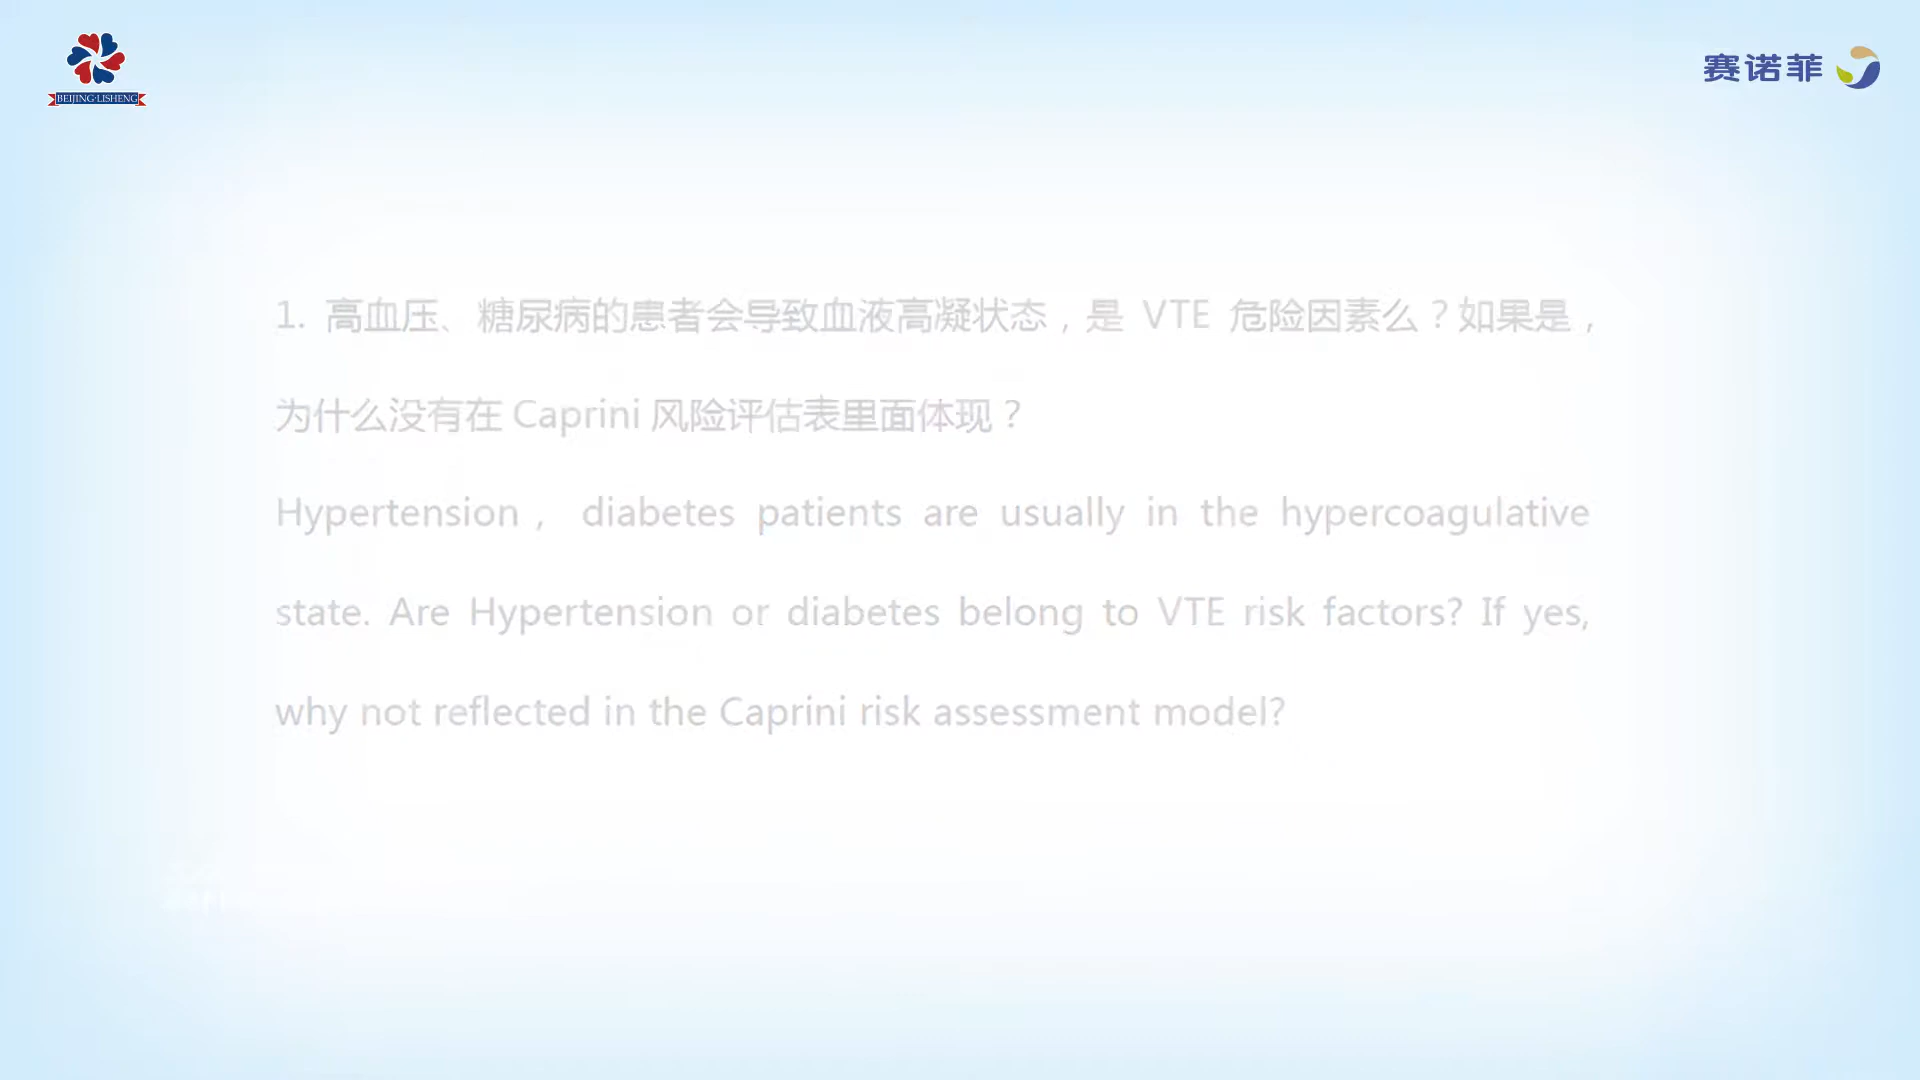 BEIJING·LISHENG
赛诺菲
1. 高血压、糖尿病的患者会导致血液高凝状态，是 VTE 危险因素么？如果是，
为什么没有在 Caprini 风险评估表里面体现？
Hypertension， diabetes patients are usually in the hypercoagulative
state. Are Hypertension or diabetes belong to VTE risk factors? If yes,
why not reflected in the Caprini risk assessment model?